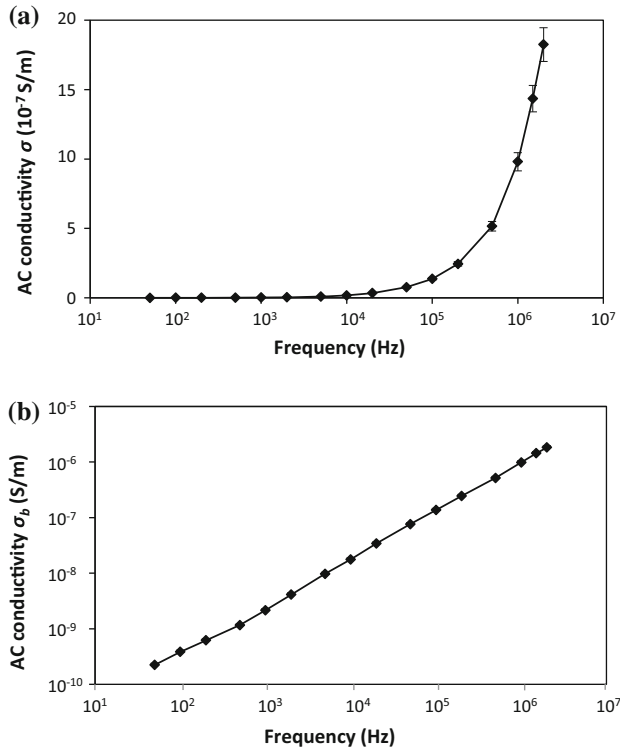 (a)
AC conductivity σ (10⁻⁷ S/m)
20
15
10
5
0
10¹ 10² 10³ 10⁴ 10⁵ 10⁶ 10⁷
Frequency (Hz)
(b)
AC conductivity σ_b (S/m)
10⁻⁵
10⁻⁶
10⁻⁷
10⁻⁸
10⁻⁹
10⁻¹⁰
10¹ 10² 10³ 10⁴ 10⁵ 10⁶ 10⁷
Frequency (Hz)